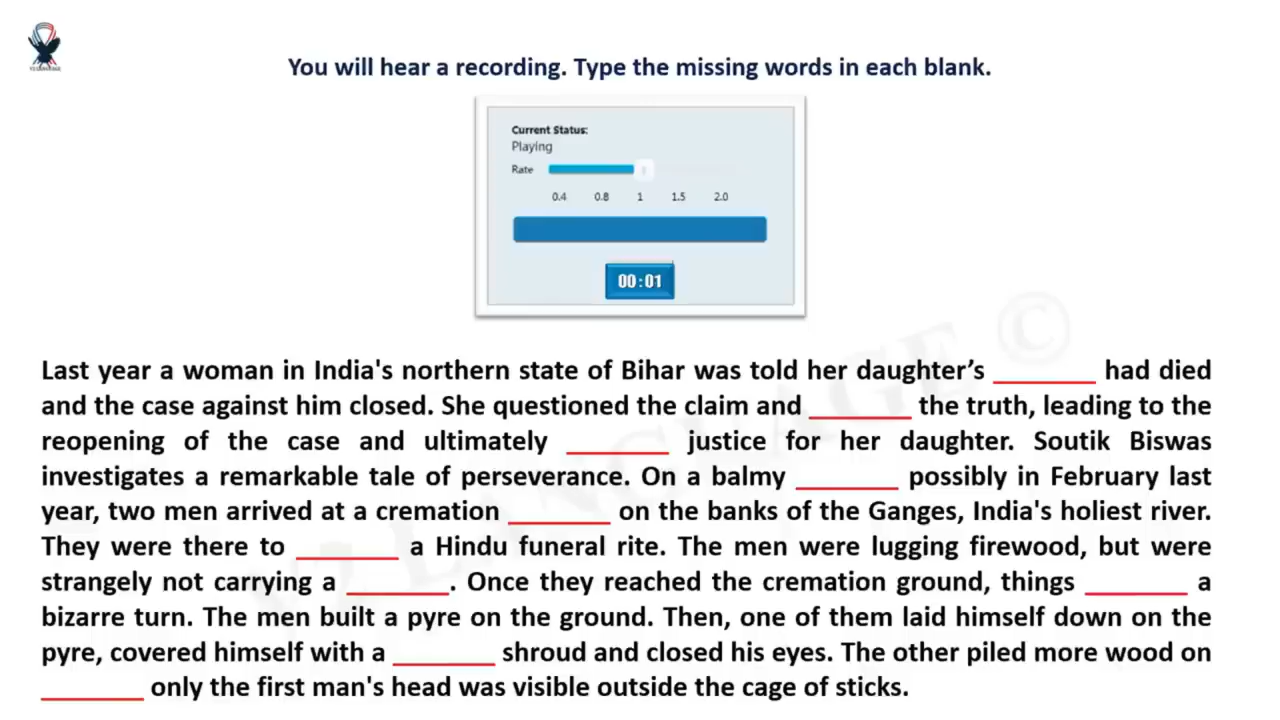 You will hear a recording. Type the missing words in each blank.
Current Status:
Playing
Rate
0.4 0.8 1 1.5 2.0
00:01
Last year a woman in India's northern state of Bihar was told her daughter’s ________ had died
and the case against him closed. She questioned the claim and ________ the truth, leading to the
reopening of the case and ultimately ________ justice for her daughter. Soutik Biswas
investigates a remarkable tale of perseverance. On a balmy ________ possibly in February last
year, two men arrived at a cremation ________ on the banks of the Ganges, India's holiest river.
They were there to ________ a Hindu funeral rite. The men were lugging firewood, but were
strangely not carrying a ________. Once they reached the cremation ground, things ________ a
bizarre turn. The men built a pyre on the ground. Then, one of them laid himself down on the
pyre, covered himself with a ________ shroud and closed his eyes. The other piled more wood on
________ only the first man's head was visible outside the cage of sticks.
V2 LANGUAGE ©